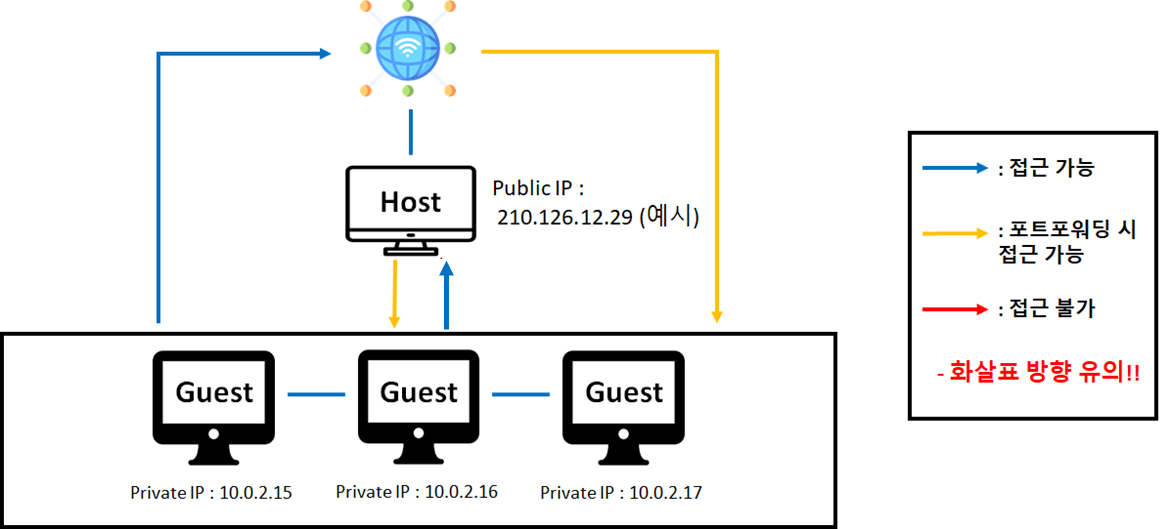 Host
Public IP :
210.126.12.29 (예시)
: 접근 가능
: 포트포워딩 시
접근 가능
: 접근 불가
- 화살표 방향 유의!!
Guest
Guest
Guest
Private IP : 10.0.2.15
Private IP : 10.0.2.16
Private IP : 10.0.2.17